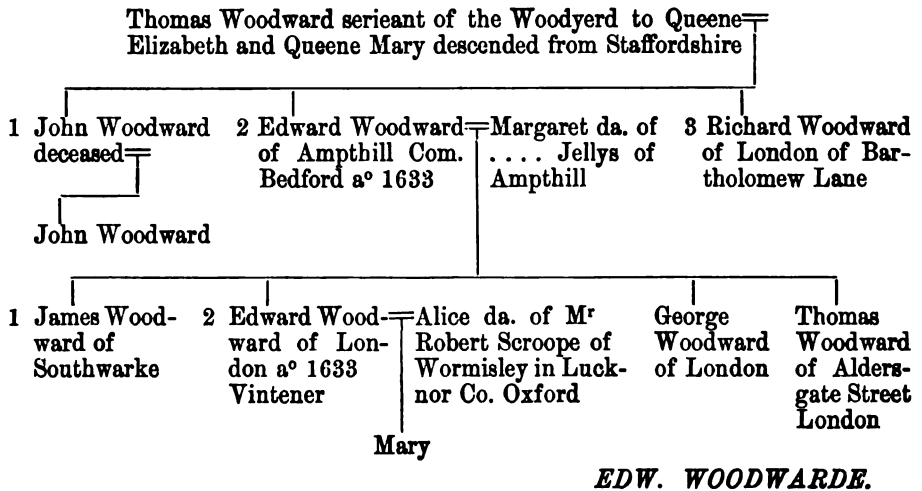 Thomas Woodward serieant of the Woodyerd to Queene
Elizabeth and Queene Mary descended from Staffordshire
1 John Woodward
deceased
2 Edward Woodward
of Ampthill Com.
Bedford aº 1633
Margaret da. of
.... Jellys of
Ampthill
3 Richard Woodward
of London of Bar-
tholomew Lane
John Woodward
1 James Wood-
ward of
Southwarke
2 Edward Wood-
ward of Lon-
don aº 1633
Vintener
Alice da. of Mʳ
Robert Scroope of
Wormisley in Luck-
nor Co. Oxford
George
Woodward
of London
Thomas
Woodward
of Alders-
gate Street
London
Mary
EDW. WOODWARDE.